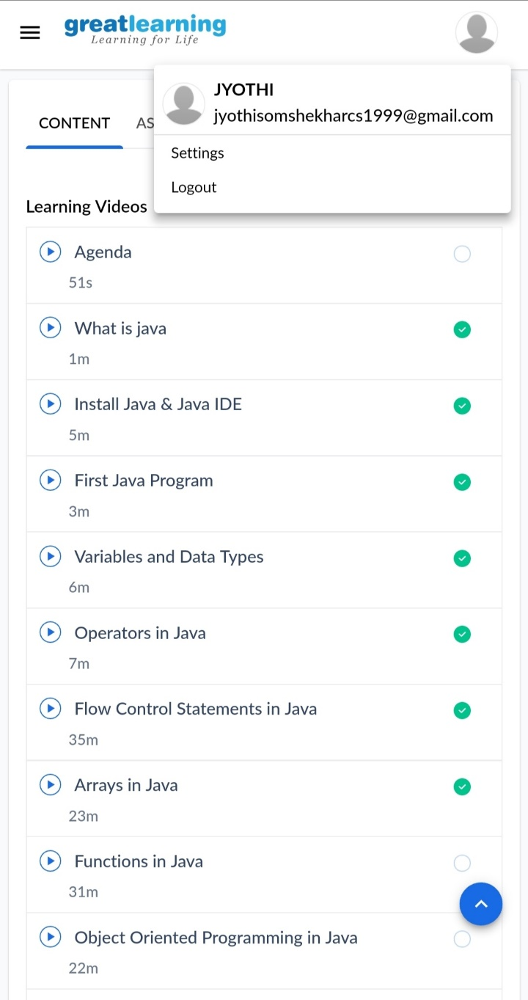 greatlearning
Learning for Life
JYOTHI
jyothisomshekharcs1999@gmail.com
CONTENT AS
Settings
Logout
Learning Videos
Agenda
51s
What is java
1m
Install Java & Java IDE
5m
First Java Program
3m
Variables and Data Types
6m
Operators in Java
7m
Flow Control Statements in Java
35m
Arrays in Java
23m
Functions in Java
31m
Object Oriented Programming in Java
22m